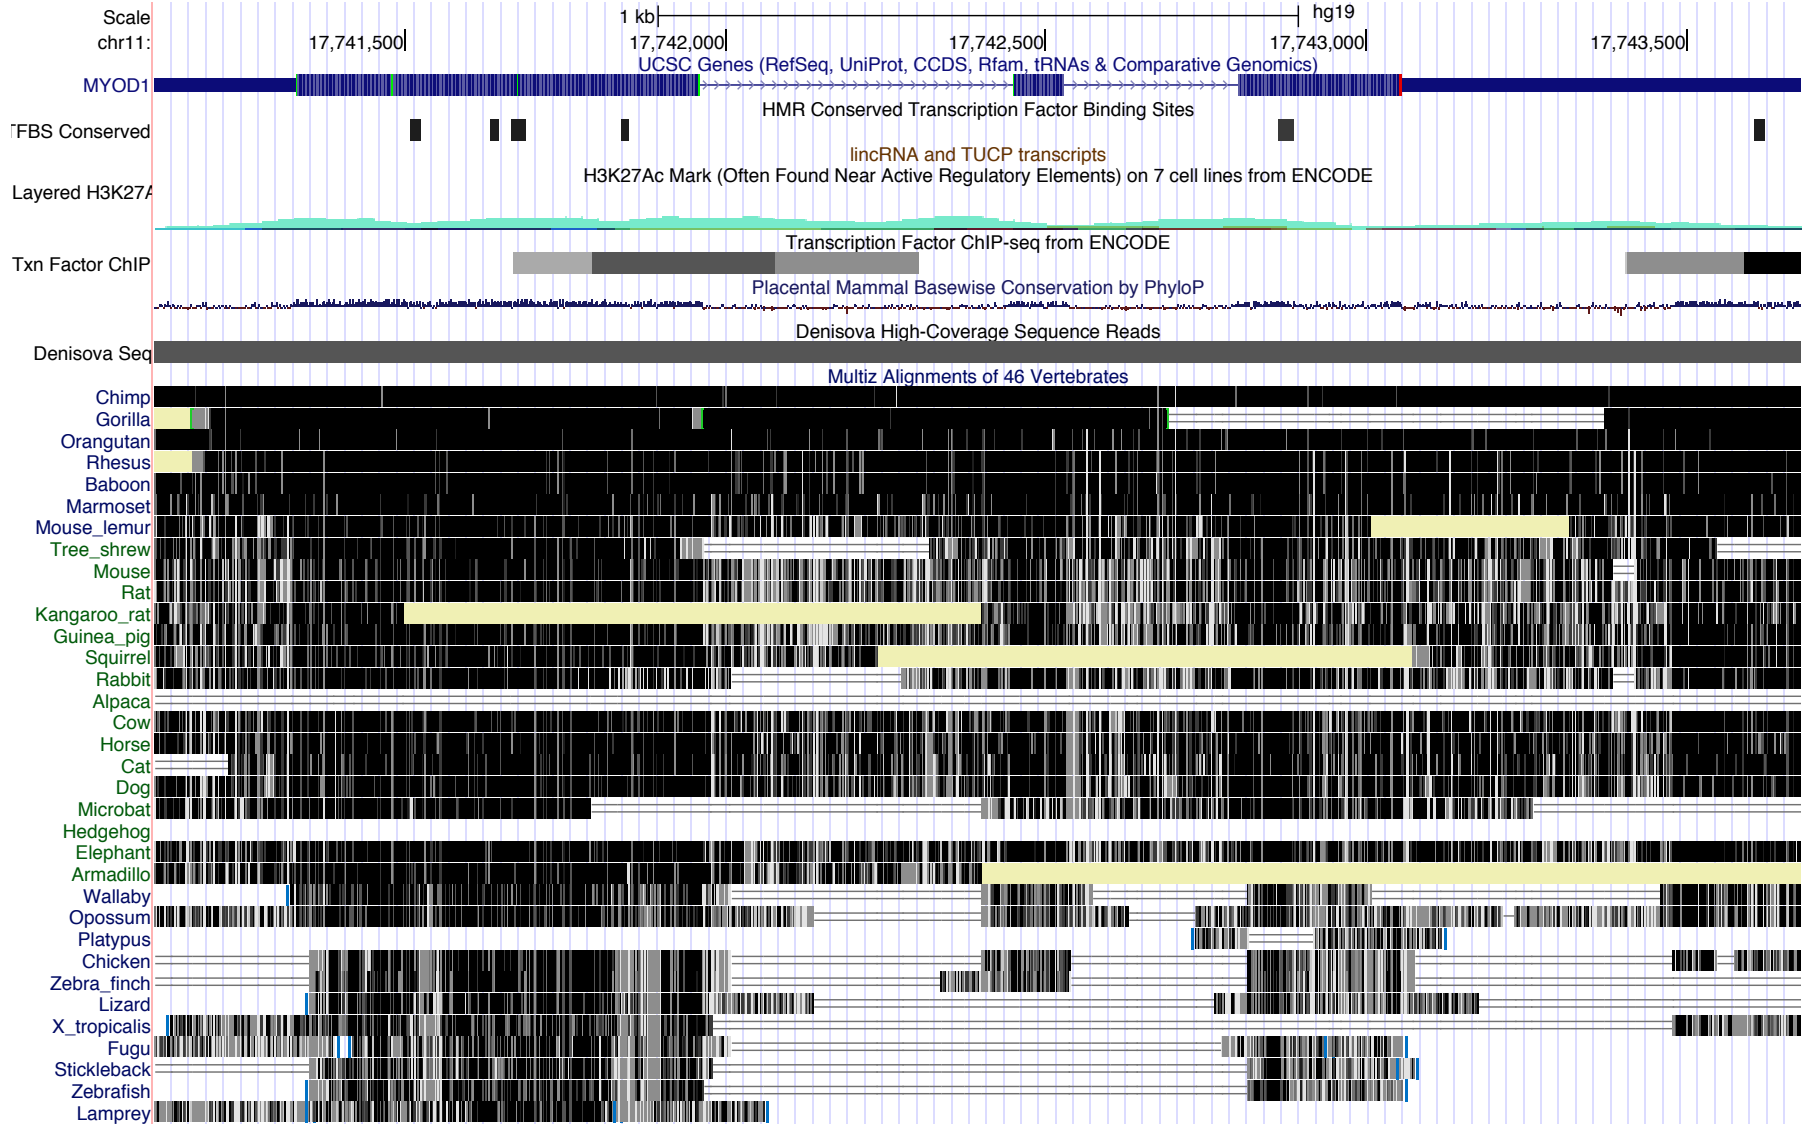 Scale 1 kb hg19
chr11: 17,741,500 17,742,000 17,742,500 17,743,000 17,743,500
UCSC Genes (RefSeq, UniProt, CCDS, Rfam, tRNAs & Comparative Genomics)
MYOD1
HMR Conserved Transcription Factor Binding Sites
TFBS Conserved
lincRNA and TUCP transcripts
H3K27Ac Mark (Often Found Near Active Regulatory Elements) on 7 cell lines from ENCODE
Layered H3K27A
Transcription Factor ChIP-seq from ENCODE
Txn Factor ChIP
Placental Mammal Basewise Conservation by PhyloP
Denisova High-Coverage Sequence Reads
Denisova Seq
Multiz Alignments of 46 Vertebrates
Chimp
Gorilla
Orangutan
Rhesus
Baboon
Marmoset
Mouse_lemur
Tree_shrew
Mouse
Rat
Kangaroo_rat
Guinea_pig
Squirrel
Rabbit
Alpaca
Cow
Horse
Cat
Dog
Microbat
Hedgehog
Elephant
Armadillo
Wallaby
Opossum
Platypus
Chicken
Zebra_finch
Lizard
X_tropicalis
Fugu
Stickleback
Zebrafish
Lamprey